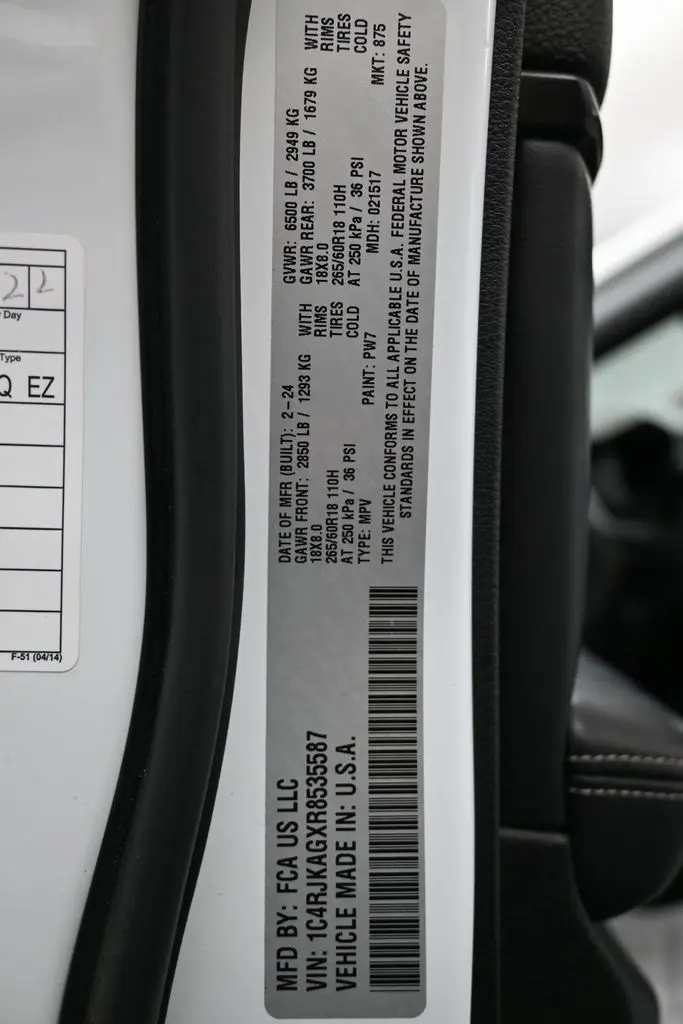 MFD BY: FCA US LLC
VIN: 1C4RJKAGXR8535587
VEHICLE MADE IN: U.S.A.
DATE OF MFR (BUILT): 2-24 GVWR: 6500 LB / 2949 KG
GAWR FRONT: 2850 LB / 1293 KG WITH GAWR REAR: 3700 LB / 1679 KG WITH
18X8.0 RIMS 18X8.0 RIMS
265/60R18 110H TIRES 265/60R18 110H TIRES
AT 250 kPa / 36 PSI COLD AT 250 kPa / 36 PSI COLD
TYPE: MPV PAINT: PW7 MDH: 021517 MKT: 875
THIS VEHICLE CONFORMS TO ALL APPLICABLE U.S.A. FEDERAL MOTOR VEHICLE SAFETY
STANDARDS IN EFFECT ON THE DATE OF MANUFACTURE SHOWN ABOVE.
2 2
Day
Type
Q EZ
F-51 (04/14)